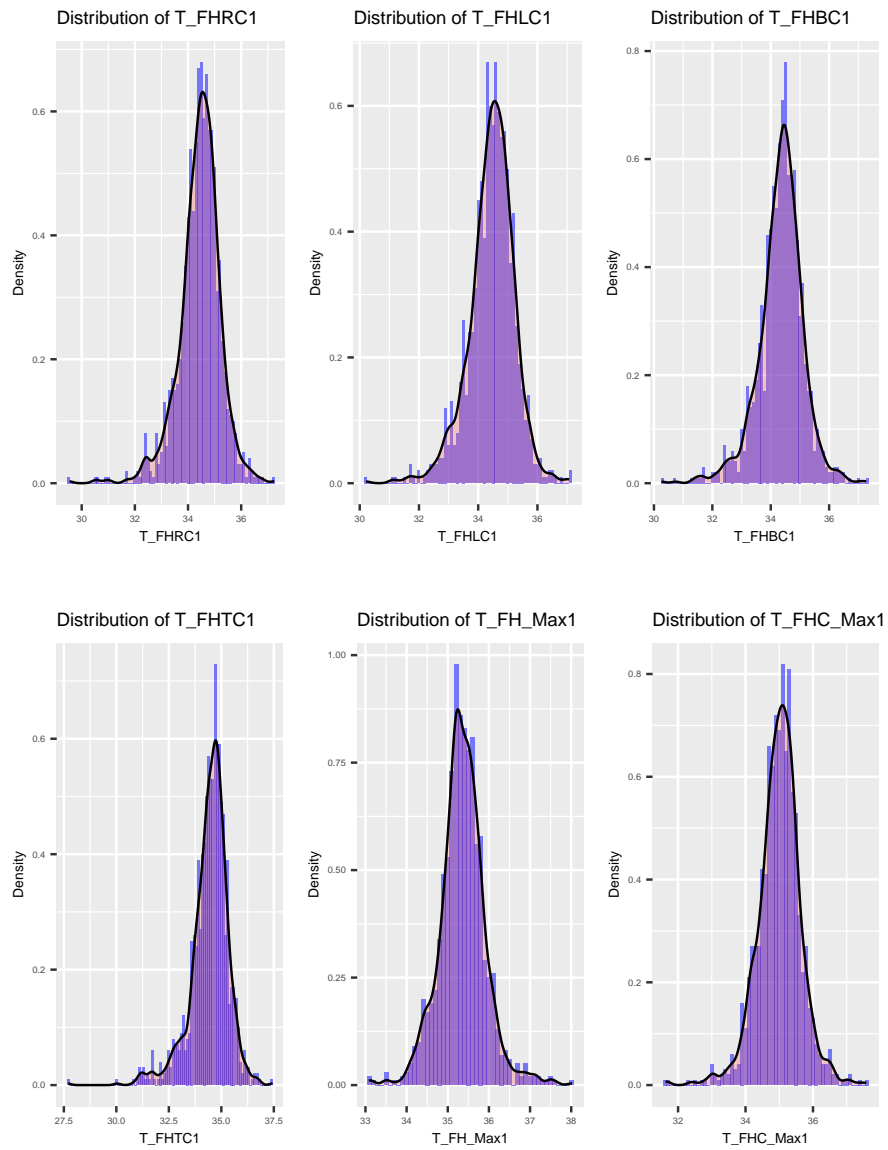 Distribution of T_FHRC1
Density
0.0
0.2
0.4
0.6
30
32
34
36
T_FHRC1
Distribution of T_FHLC1
Density
0.0
0.2
0.4
0.6
30
32
34
36
T_FHLC1
Distribution of T_FHBC1
Density
0.0
0.2
0.4
0.6
0.8
30
32
34
36
T_FHBC1
Distribution of T_FHTC1
Density
0.0
0.2
0.4
0.6
27.5
30.0
32.5
35.0
37.5
T_FHTC1
Distribution of T_FH_Max1
Density
0.00
0.25
0.50
0.75
1.00
33
34
35
36
37
38
T_FH_Max1
Distribution of T_FHC_Max1
Density
0.0
0.2
0.4
0.6
0.8
32
34
36
T_FHC_Max1